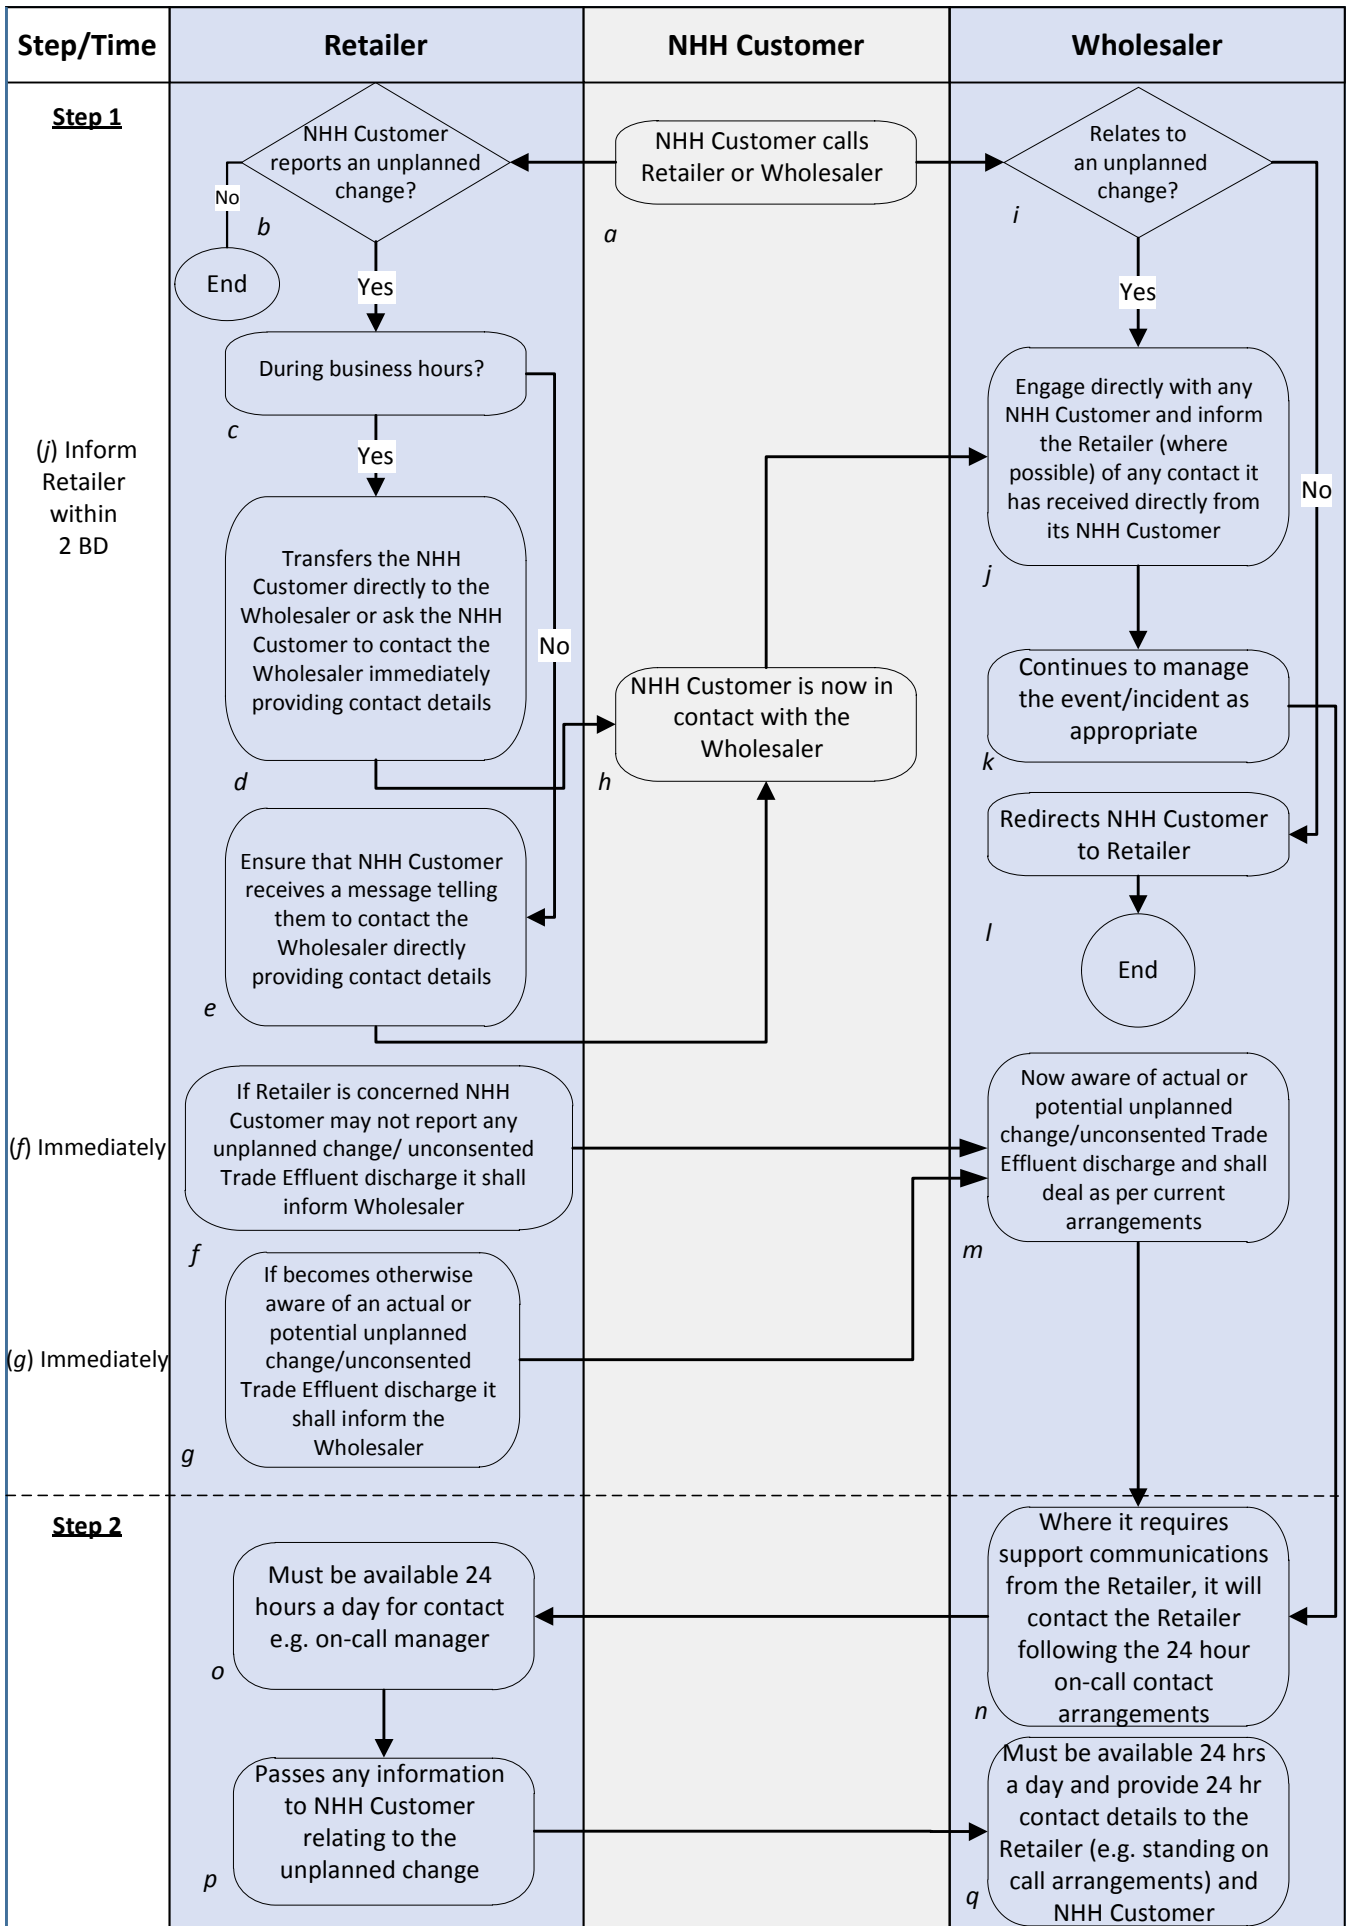 Step/Time
Retailer
NHH Customer
Wholesaler
Step 1
NHH Customer
reports an unplanned
change?
b
No
End
Yes
NHH Customer calls
Retailer or Wholesaler
a
Relates to
an unplanned
change?
i
Yes
No
During business hours?
c
Yes
No
(j) Inform
Retailer
within
2 BD
Engage directly with any
NHH Customer and inform
the Retailer (where
possible) of any contact it
has received directly from
its NHH Customer
j
Transfers the NHH
Customer directly to the
Wholesaler or ask the NHH
Customer to contact the
Wholesaler immediately
providing contact details
d
NHH Customer is now in
contact with the
Wholesaler
h
Continues to manage
the event/incident as
appropriate
k
Redirects NHH Customer
to Retailer
l
End
Ensure that NHH Customer
receives a message telling
them to contact the
Wholesaler directly
providing contact details
e
(f) Immediately
If Retailer is concerned NHH
Customer may not report any
unplanned change/ unconsented
Trade Effluent discharge it shall
inform Wholesaler
f
Now aware of actual or
potential unplanned
change/unconsented Trade
Effluent discharge and shall
deal as per current
arrangements
m
(g) Immediately
If becomes otherwise
aware of an actual or
potential unplanned
change/unconsented
Trade Effluent discharge it
shall inform the
Wholesaler
g
Step 2
Must be available 24
hours a day for contact
e.g. on-call manager
o
Where it requires
support communications
from the Retailer, it will
contact the Retailer
following the 24 hour
on-call contact
arrangements
n
Passes any information
to NHH Customer
relating to the
unplanned change
p
Must be available 24 hrs
a day and provide 24 hr
contact details to the
Retailer (e.g. standing on
call arrangements) and
NHH Customer
q